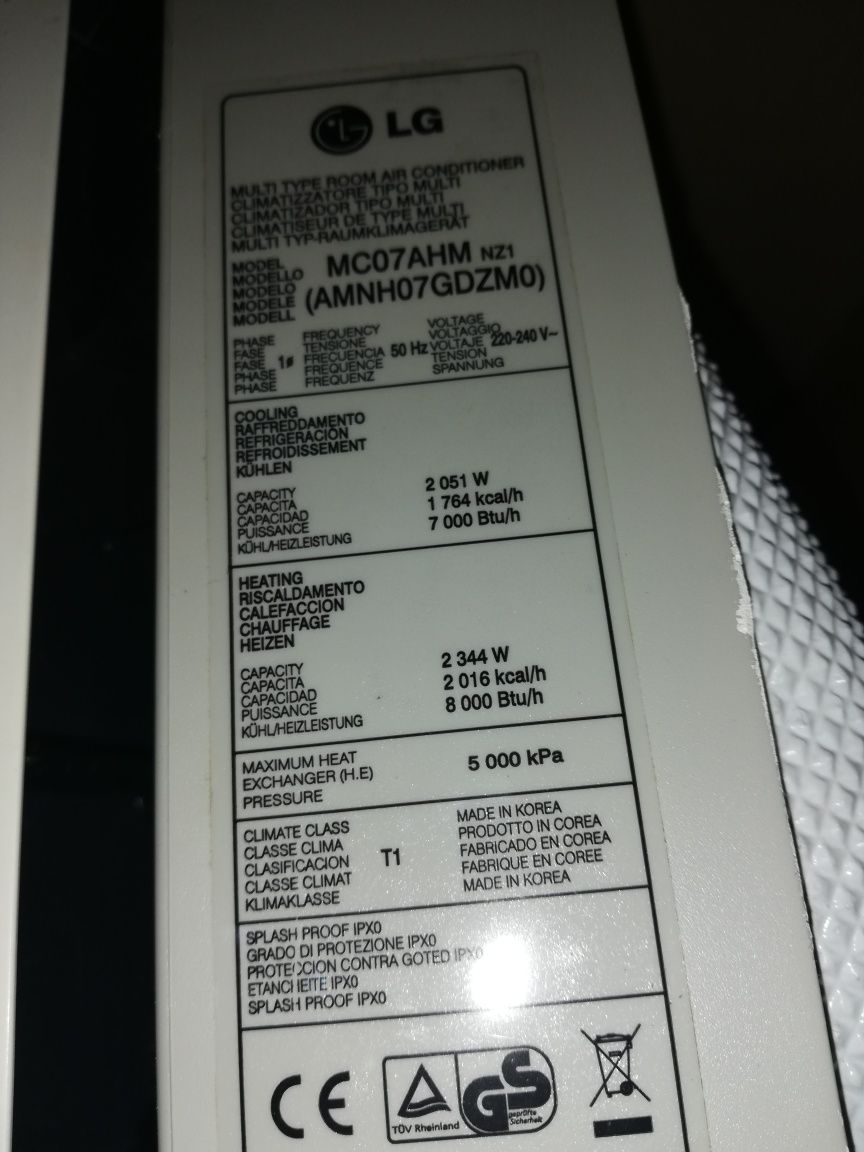 LG
MULTI TYPE ROOM AIR CONDITIONER
CLIMATIZZATORE TIPO MULTI
CLIMATIZADOR TIPO MULTI
CLIMATISEUR DE TYPE MULTI
MULTI TYP-RAUMKLIMAGERÄT
MODEL
MODELLO
MODELO
MODELE
MODELL
MC07AHM NZ1
(AMNH07GDZM0)
PHASE
FASE
FASE
PHASE
PHASE
1ø
FREQUENCY
TENSIONE
FRECUENCIA
FREQUENCE
FREQUENZ
50 Hz
VOLTAGE
VOLTAGGIO
VOLTAJE
TENSION
SPANNUNG
220-240 V~
COOLING
RAFFREDDAMENTO
REFRIGERACIÓN
REFROIDISSEMENT
KÜHLEN
CAPACITY
CAPACITA
CAPACIDAD
PUISSANCE
KÜHL/HEIZLEISTUNG
2 051 W
1 764 kcal/h
7 000 Btu/h
HEATING
RISCALDAMENTO
CALEFACCION
CHAUFFAGE
HEIZEN
CAPACITY
CAPACITA
CAPACIDAD
PUISSANCE
KÜHL/HEIZLEISTUNG
2 344 W
2 016 kcal/h
8 000 Btu/h
MAXIMUM HEAT
EXCHANGER (H.E)
PRESSURE
5 000 kPa
CLIMATE CLASS
CLASSE CLIMA
CLASIFICACION
CLASSE CLIMAT
KLIMAKLASSE
T1
MADE IN KOREA
PRODOTTO IN COREA
FABRICADO EN COREA
FABRIQUE EN COREE
MADE IN KOREA
SPLASH PROOF IPX0
GRADO DI PROTEZIONE IPX0
PROTECCION CONTRA GOTED IPX0
ETANCHEITE IPX0
SPLASH PROOF IPX0
CE
TÜV Rheinland
GS
geprüfte
Sicherheit